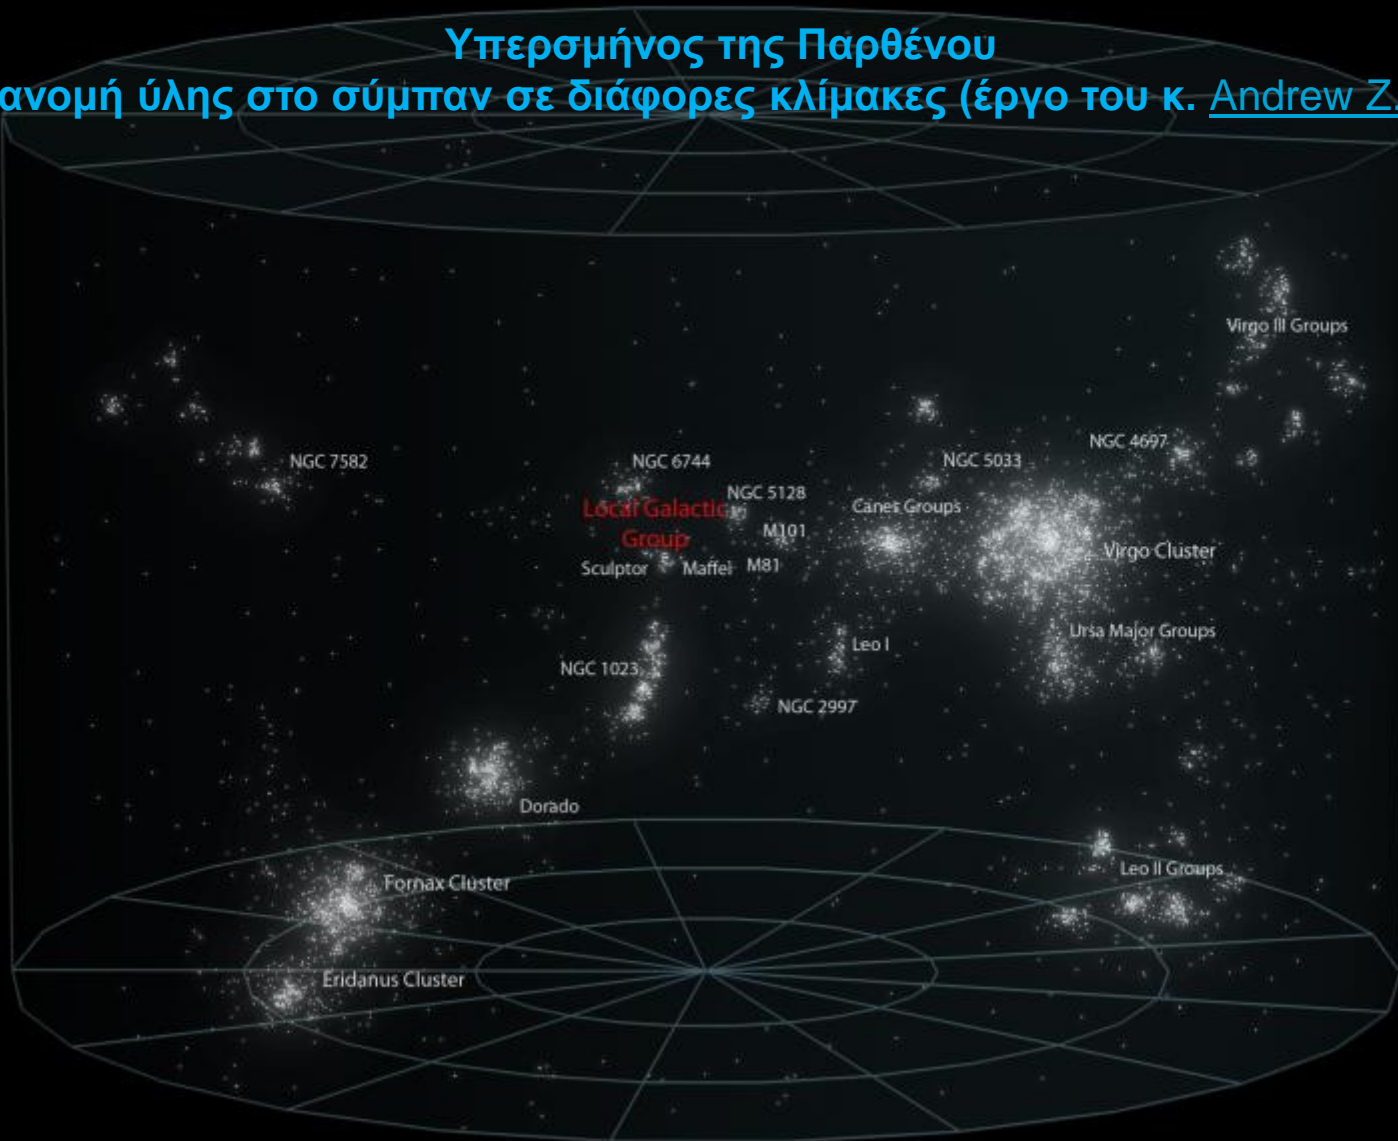 Υπερσμήνος της Παρθένου
ανομή ύλης στο σύμπαν σε διάφορες κλίμακες (έργο του κ. Andrew Z.
Virgo III Groups
NGC 4697
NGC 7582
NGC 6744
NGC 5033
NGC 5128
Local Galactic
Group
Canes Groups
M101
Virgo Cluster
Sculptor
Maffei
M81
Ursa Major Groups
Leo I
NGC 1023
NGC 2997
Dorado
Leo II Groups
Fornax Cluster
Eridanus Cluster